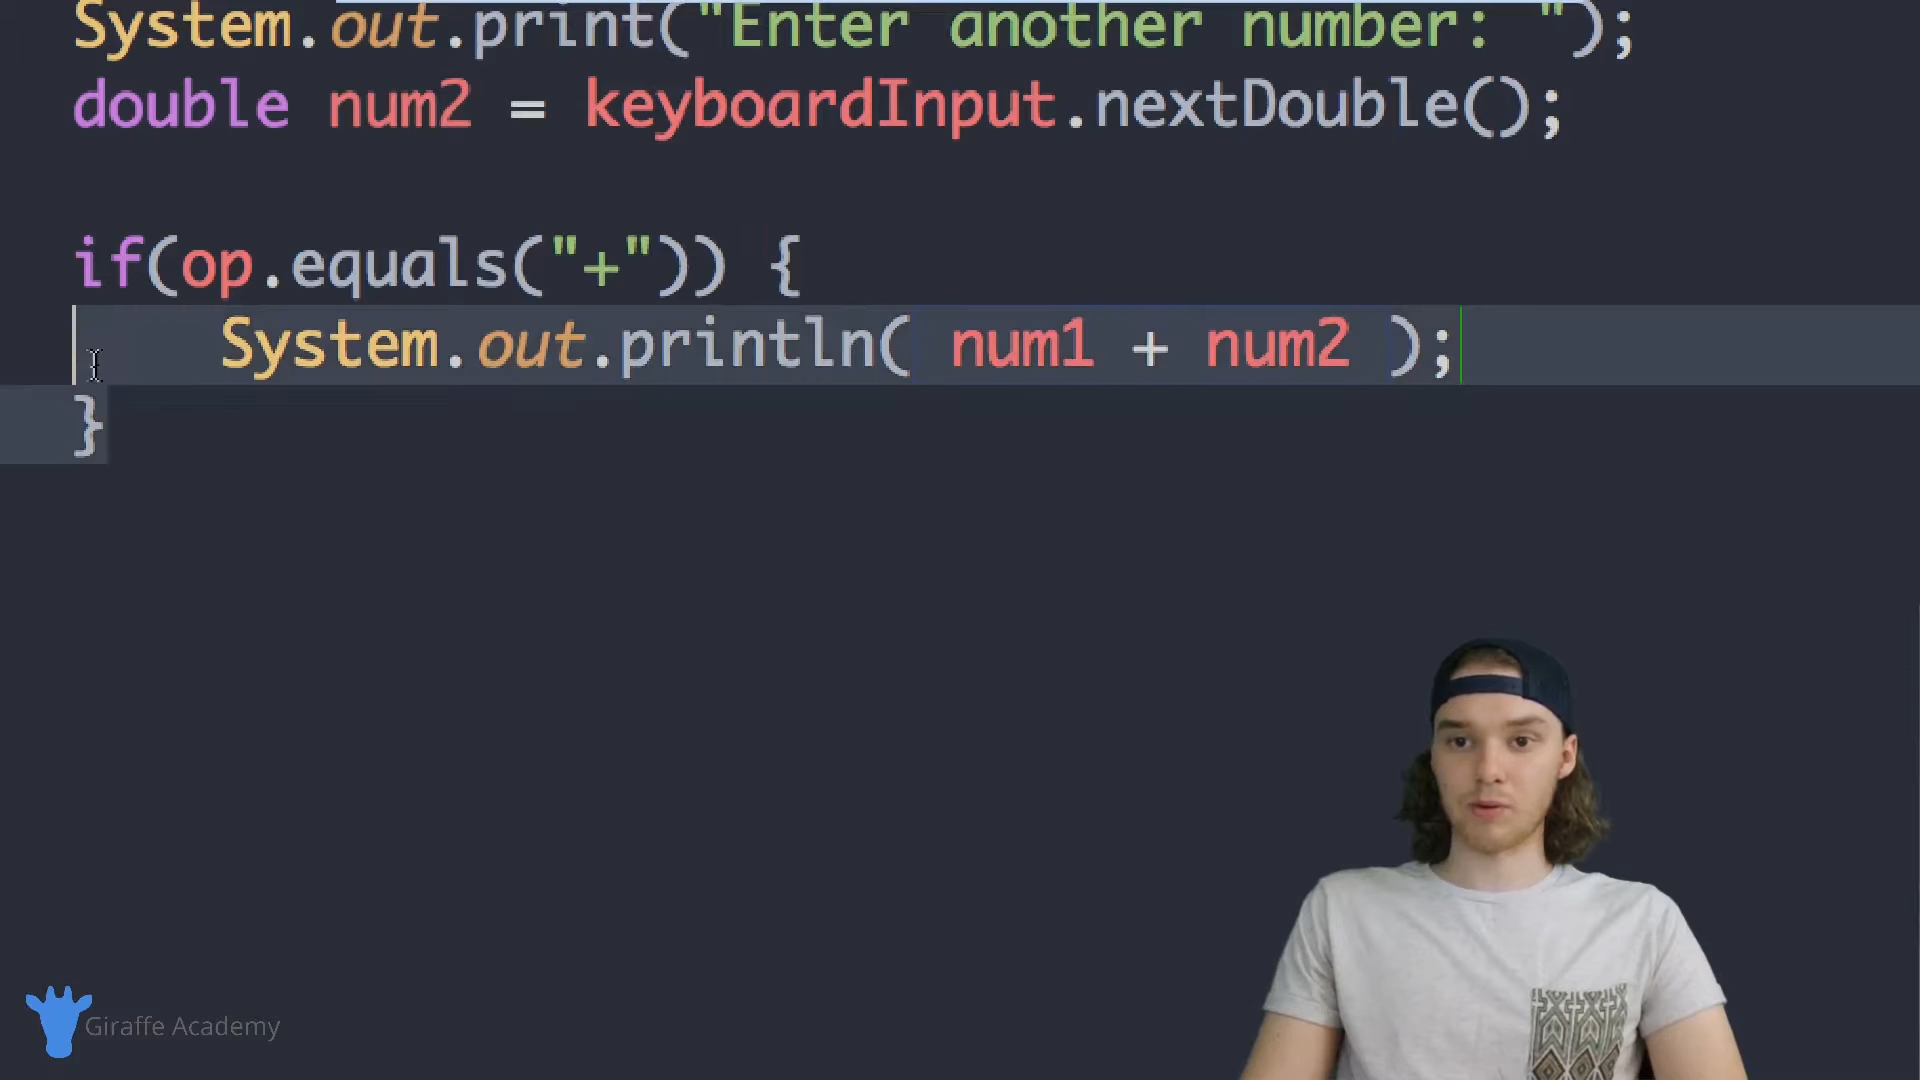 System.out.print("Enter another number: ");
double num2 = keyboardInput.nextDouble();
if(op.equals("+")) {
System.out.println( num1 + num2 );
}
Giraffe Academy